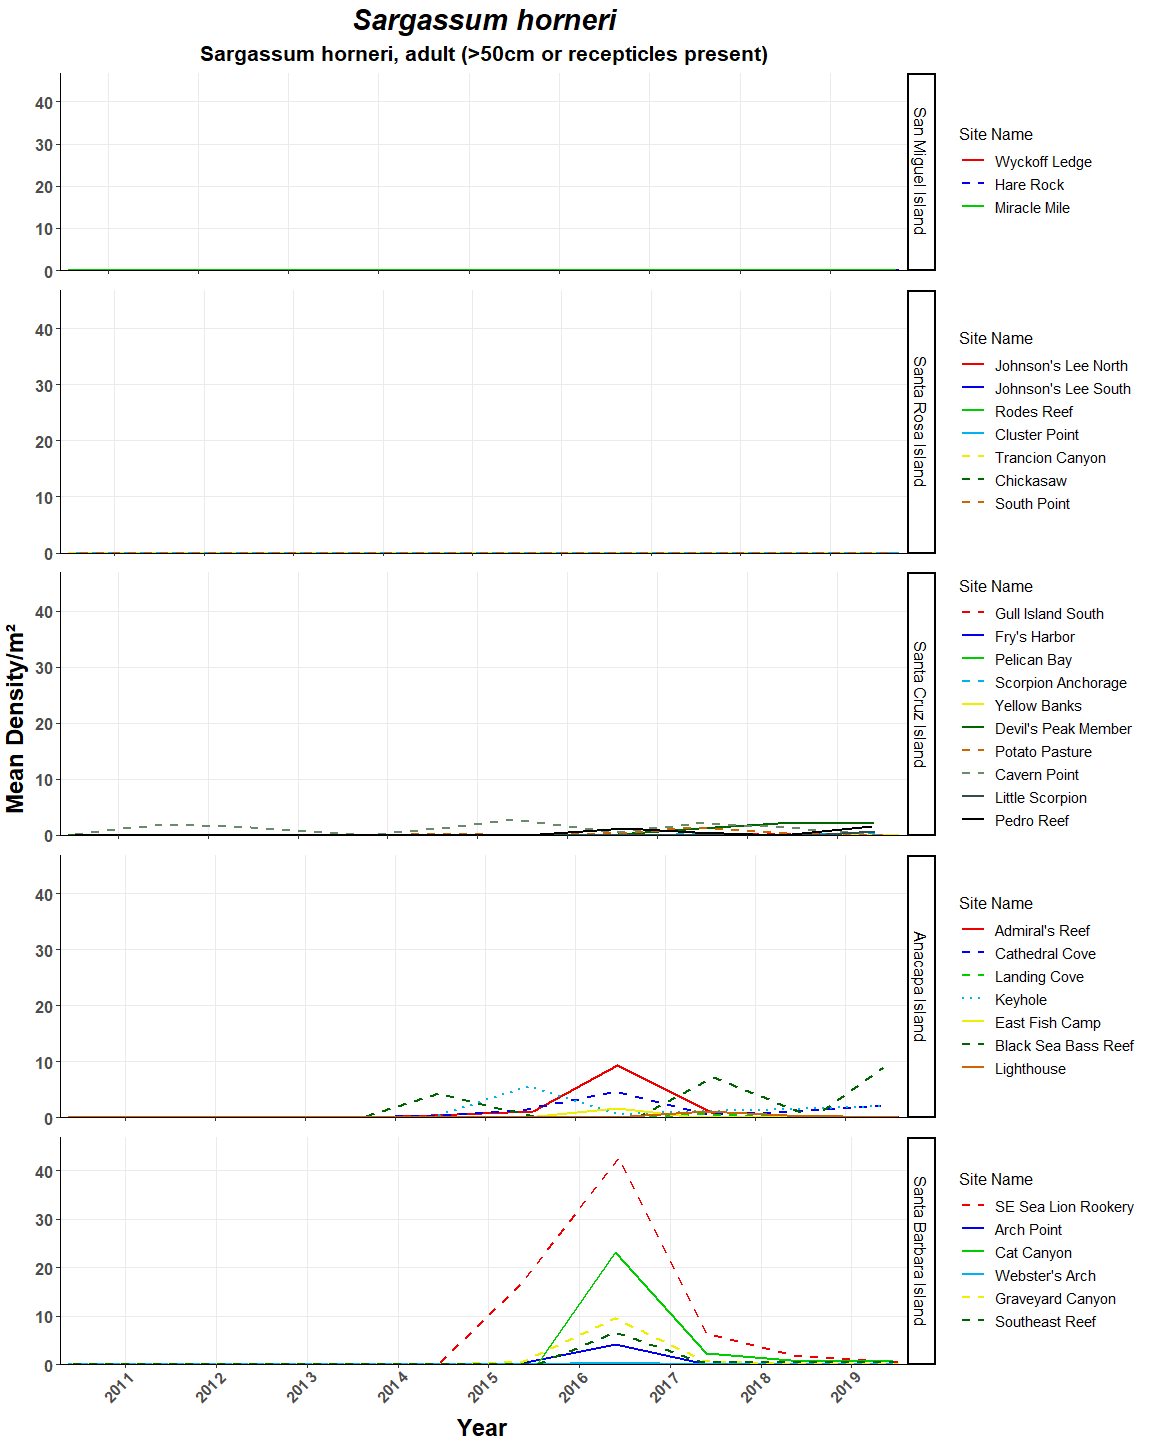 Sargassum horneri
Sargassum horneri, adult (>50cm or recepticles present)
Mean Density/m²
40
30
20
10
0
San Miguel Island
Site Name
Wyckoff Ledge
Hare Rock
Miracle Mile
40
30
20
10
0
Santa Rosa Island
Site Name
Johnson's Lee North
Johnson's Lee South
Rodes Reef
Cluster Point
Trancion Canyon
Chickasaw
South Point
40
30
20
10
0
Santa Cruz Island
Site Name
Gull Island South
Fry's Harbor
Pelican Bay
Scorpion Anchorage
Yellow Banks
Devil's Peak Member
Potato Pasture
Cavern Point
Little Scorpion
Pedro Reef
40
30
20
10
0
Anacapa Island
Site Name
Admiral's Reef
Cathedral Cove
Landing Cove
Keyhole
East Fish Camp
Black Sea Bass Reef
Lighthouse
40
30
20
10
0
Santa Barbara Island
Site Name
SE Sea Lion Rookery
Arch Point
Cat Canyon
Webster's Arch
Graveyard Canyon
Southeast Reef
2011 2012 2013 2014 2015 2016 2017 2018 2019
Year